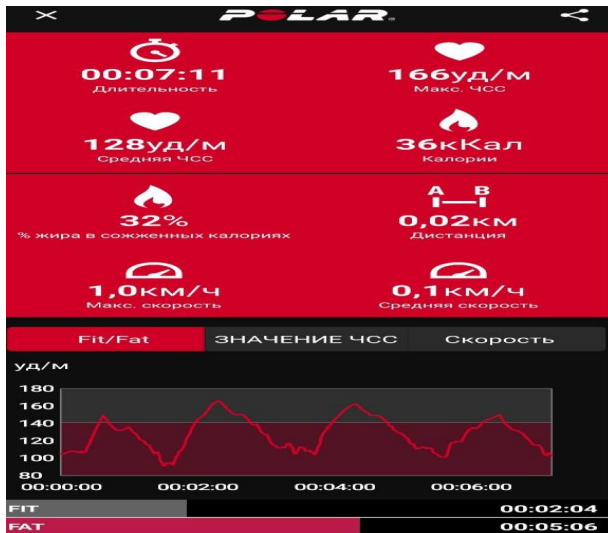 POLAR.
00:07:11
Длительность
166уд/м
Макс. ЧСС
128уд/м
Средняя ЧСС
36кКал
Калории
32%
% жира в сожженных калориях
A B
0,02км
Дистанция
1,0км/ч
Макс. скорость
0,1км/ч
Средняя скорость
Fit/Fat ЗНАЧЕНИЕ ЧСС Скорость
уд/м
180
160
140
120
100
80
00:00:00 00:02:00 00:04:00 00:06:00
FIT 00:02:04
FAT 00:05:06